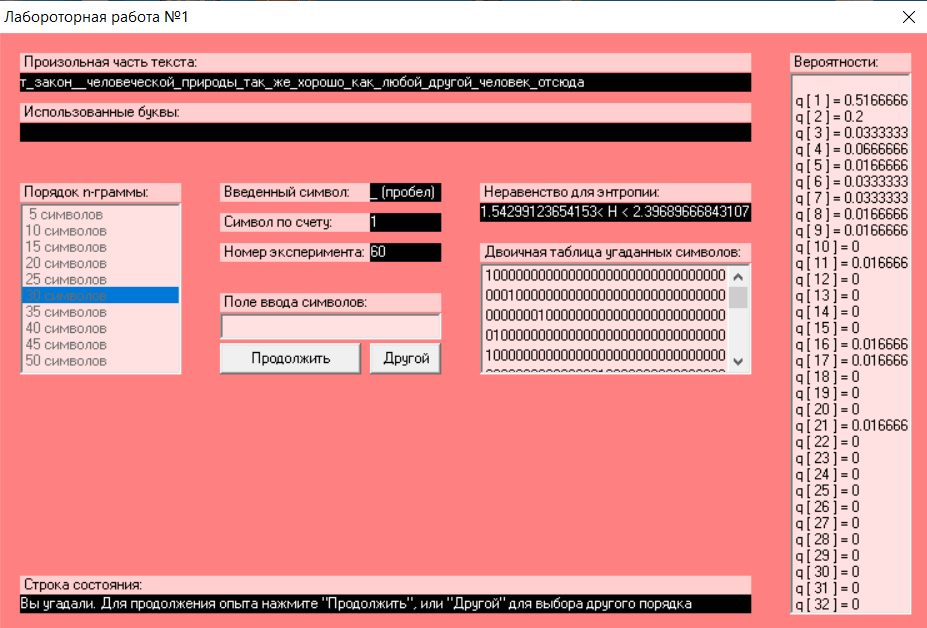 Лабороторная работа №1
Произольная часть текста:
т_закон__человеческой_природы_так_же_хорошо_как_любой_другой_человек_отсюда
Использованные буквы:
Порядок n-граммы:
5 символов
10 символов
15 символов
20 символов
25 символов
30 символов
35 символов
40 символов
45 символов
50 символов
Введенный символ: _ (пробел)
Символ по счету: 1
Номер эксперимента: 60
Поле ввода символов:
Продолжить
Другой
Неравенство для энтропии:
1.54299123654153< H < 2.39689666843107
Двоичная таблица угаданных символов:
10000000000000000000000000000000
00010000000000000000000000000000
00000001000000000000000000000000
01000000000000000000000000000000
10000000000000000000000000000000
Вероятности:
q[ 1 ] = 0.5166666
q[ 2 ] = 0.2
q[ 3 ] = 0.0333333
q[ 4 ] = 0.0666666
q[ 5 ] = 0.0166666
q[ 6 ] = 0.0333333
q[ 7 ] = 0.0333333
q[ 8 ] = 0.0166666
q[ 9 ] = 0.0166666
q[ 10 ] = 0
q[ 11 ] = 0.016666
q[ 12 ] = 0
q[ 13 ] = 0
q[ 14 ] = 0
q[ 15 ] = 0
q[ 16 ] = 0.016666
q[ 17 ] = 0.016666
q[ 18 ] = 0
q[ 19 ] = 0
q[ 20 ] = 0
q[ 21 ] = 0.016666
q[ 22 ] = 0
q[ 23 ] = 0
q[ 24 ] = 0
q[ 25 ] = 0
q[ 26 ] = 0
q[ 27 ] = 0
q[ 28 ] = 0
q[ 29 ] = 0
q[ 30 ] = 0
q[ 31 ] = 0
q[ 32 ] = 0
Строка состояния:
Вы угадали. Для продолжения опыта нажмите "Продолжить", или "Другой" для выбора другого порядка